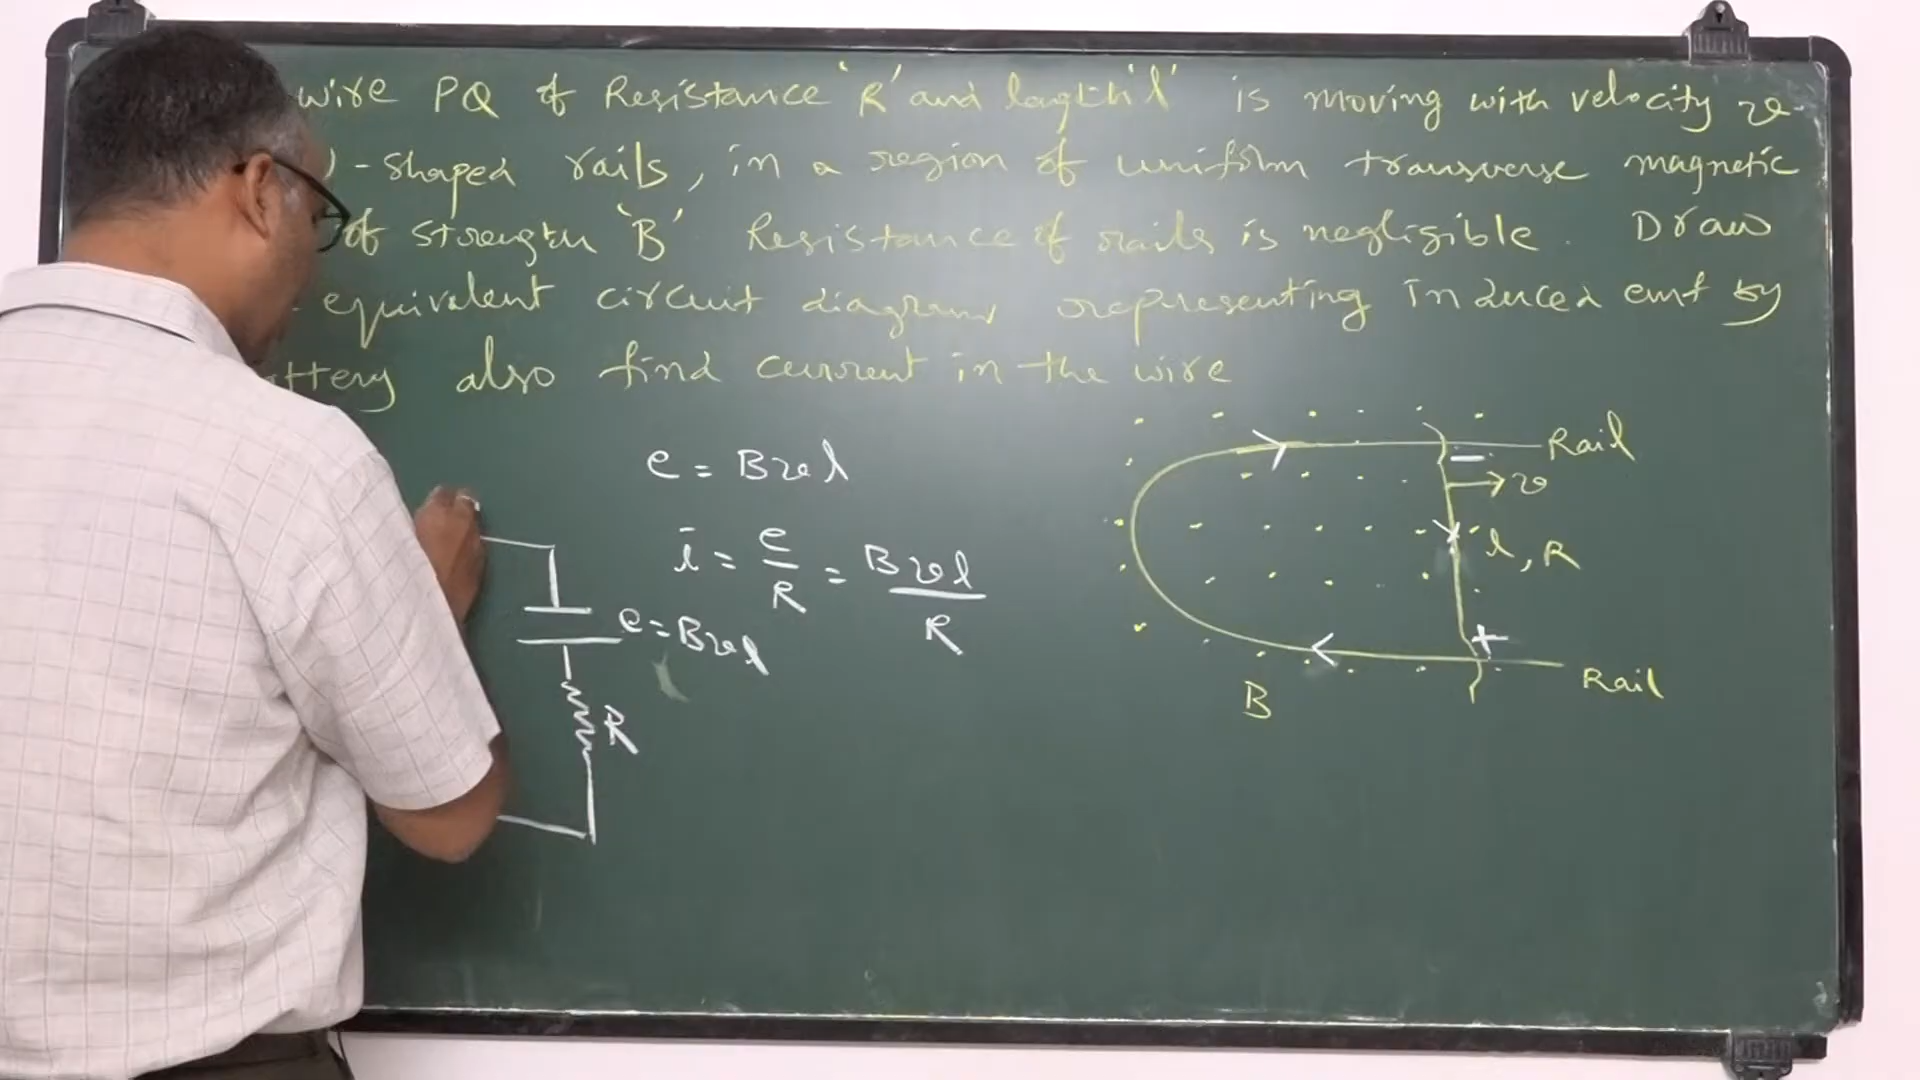 wire PQ of Resistance 'R' and length 'l' is moving with velocity v-
-shaped rails, in a region of uniform transverse magnetic
of strength 'B' Resistance of rails is negligible. Draw
equivalent circuit diagram representing induced emf by
attery also find current in the wire
e = Bvl
i = e/R = Bvl/R
e = Bvl
R
Rail
−
→ v
l, R
+
Rail
B